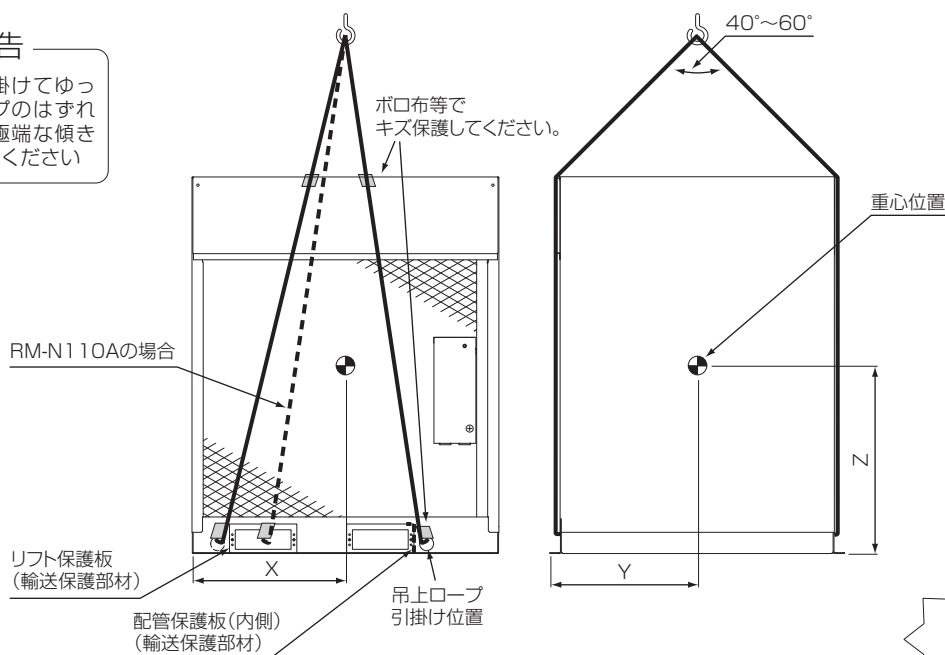 告
掛けてゆっ
プのはずれ
極端な傾き
ください
40°～60°
ボロ布等で
キズ保護してください。
重心位置
RM-N110Aの場合
Z
X
Y
リフト保護板
（輸送保護部材）
吊上ロープ
引掛け位置
配管保護板（内側）
（輸送保護部材）